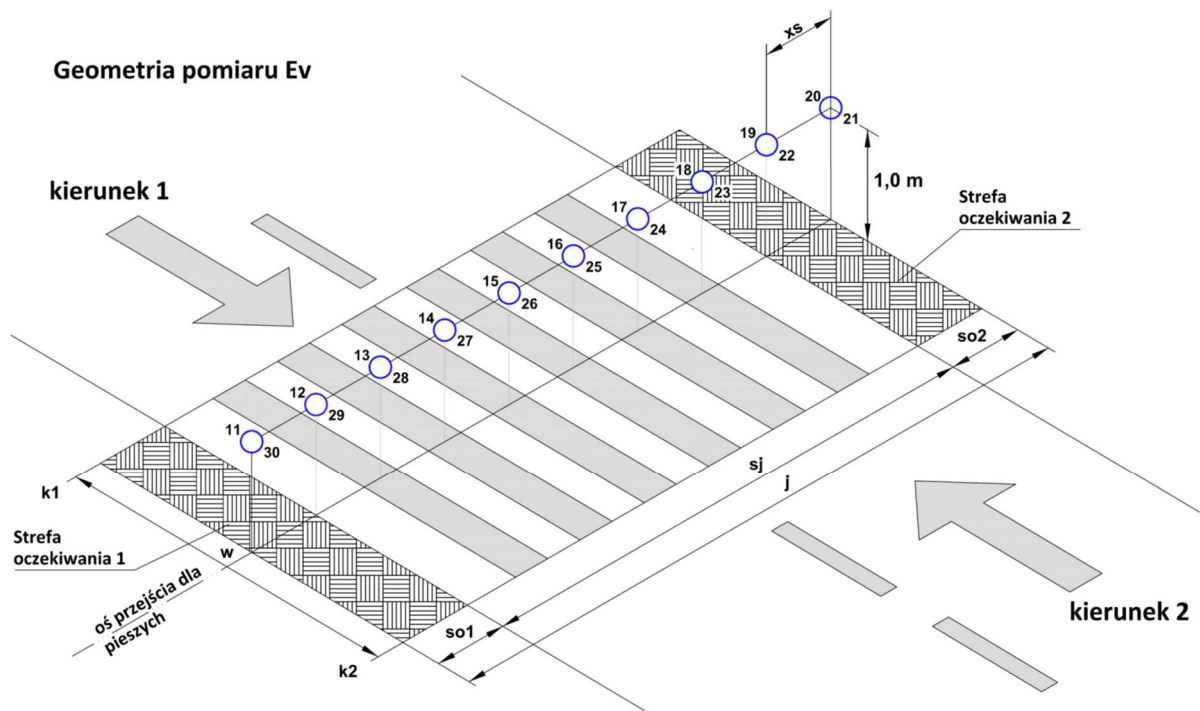 Geometria pomiaru Ev
xs
20
21
19
22
1,0 m
18
23
kierunek 1
Strefa
oczekiwania 2
17
24
16
25
15
26
14
27
13
28
12
29
11
30
so2
sj
j
k1
Strefa
oczekiwania 1
w
oś przejścia dla
pieszych
so1
k2
kierunek 2